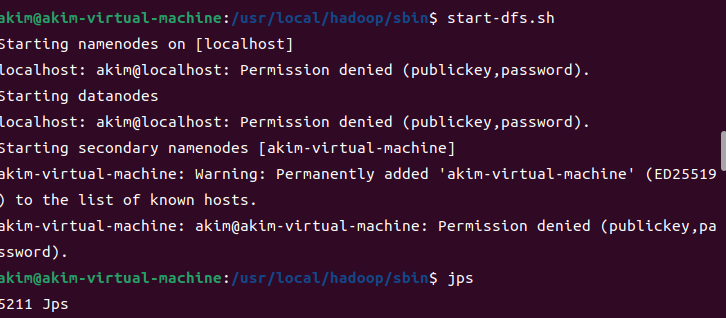 akim@akim-virtual-machine:/usr/local/hadoop/sbin$ start-dfs.sh
Starting namenodes on [localhost]
localhost: akim@localhost: Permission denied (publickey,password).
Starting datanodes
localhost: akim@localhost: Permission denied (publickey,password).
Starting secondary namenodes [akim-virtual-machine]
akim-virtual-machine: Warning: Permanently added 'akim-virtual-machine' (ED25519
) to the list of known hosts.
akim-virtual-machine: akim@akim-virtual-machine: Permission denied (publickey,pa
ssword).
akim@akim-virtual-machine:/usr/local/hadoop/sbin$ jps
5211 Jps